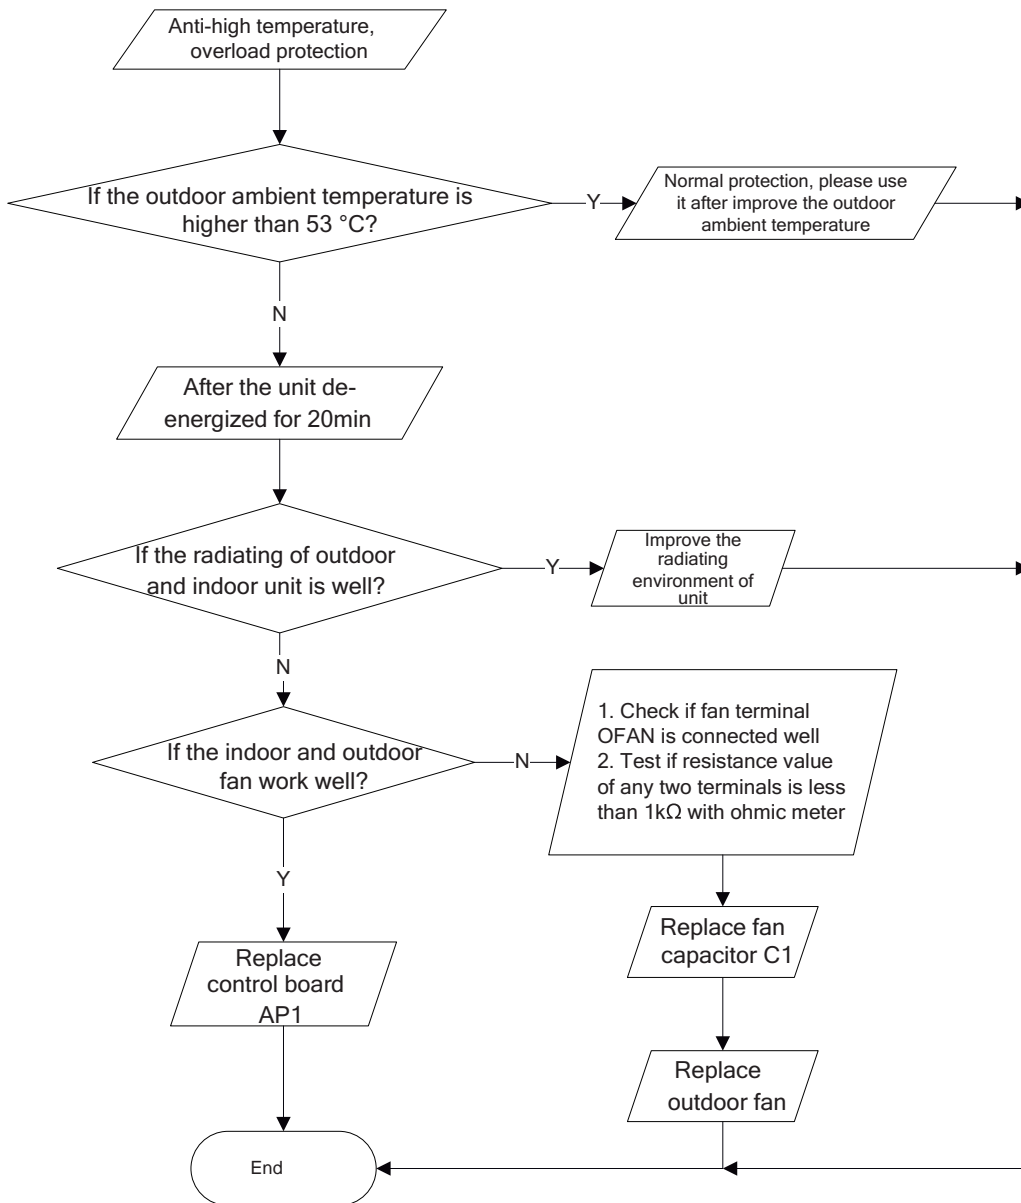 Anti-high temperature,
overload protection
If the outdoor ambient temperature is
higher than 53 °C?
Y
Normal protection, please use
it after improve the outdoor
ambient temperature
N
After the unit de-
energized for 20min
If the radiating of outdoor
and indoor unit is well?
Y
Improve the
radiating
environment of
unit
N
If the indoor and outdoor
fan work well?
N
1. Check if fan terminal
OFAN is connected well
2. Test if resistance value
of any two terminals is less
than 1kΩ with ohmic meter
Y
Replace fan
capacitor C1
Replace
control board
AP1
Replace
outdoor fan
End